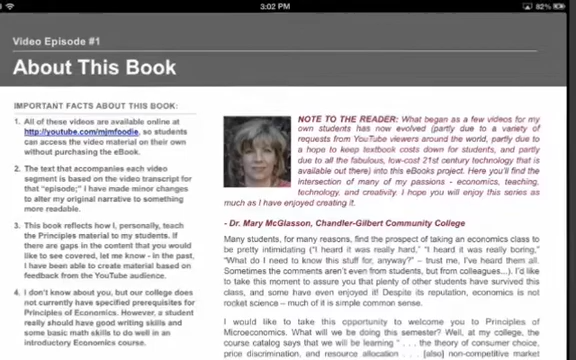 3:02 PM
82%
Video Episode #1
About This Book
IMPORTANT FACTS ABOUT THIS BOOK:
1. All of these videos are available online at
http://youtube.com/mjmfoodie, so students
can access the video material on their own
without purchasing the eBook.
2. The text that accompanies each video
segment is based on the video transcript for
that "episode;" I have made minor changes
to alter my original narrative to something
more readable.
3. This book reflects how I, personally, teach
the Principles material to my students. If
there are gaps in the content that you would
like to see covered, let me know - in the past,
I have been able to create material based on
feedback from the YouTube audience.
4. I don't know about you, but our college does
not currently have specified prerequisites for
Principles of Economics. However, a student
really should have good writing skills and
some basic math skills to do well in an
introductory Economics course.
NOTE TO THE READER: What began as a few videos for my
own students has now evolved (partly due to a variety of
requests from YouTube viewers around the world, partly due to
a hope to keep textbook costs down for students, and partly
due to all the fabulous, low-cost 21st century technology that is
available out there) into this eBooks project. Here you'll find the
intersection of many of my passions - economics, teaching,
technology, and creativity. I hope you will enjoy this series as
much as I have enjoyed creating it.
- Dr. Mary McGlasson, Chandler-Gilbert Community College
Many students, for many reasons, find the prospect of taking an economics class to
be pretty intimidating ("I heard it was really hard," "I heard it was really boring,"
"What do I need to know this stuff for, anyway?" – trust me, I've heard them all.
Sometimes the comments aren't even from students, but from colleagues...). I'd like
to take this moment to assure you that plenty of other students have survived this
class, and some have even enjoyed it! Despite its reputation, economics is not
rocket science – much of it is simple common sense.
I would like to take this opportunity to welcome you to Principles of
Microeconomics. What will we be doing this semester? Well, at my college, the
course catalog says that we will be learning " . . . the theory of consumer choice,
price discrimination, and resource allocation . . . [also] non-competitive market